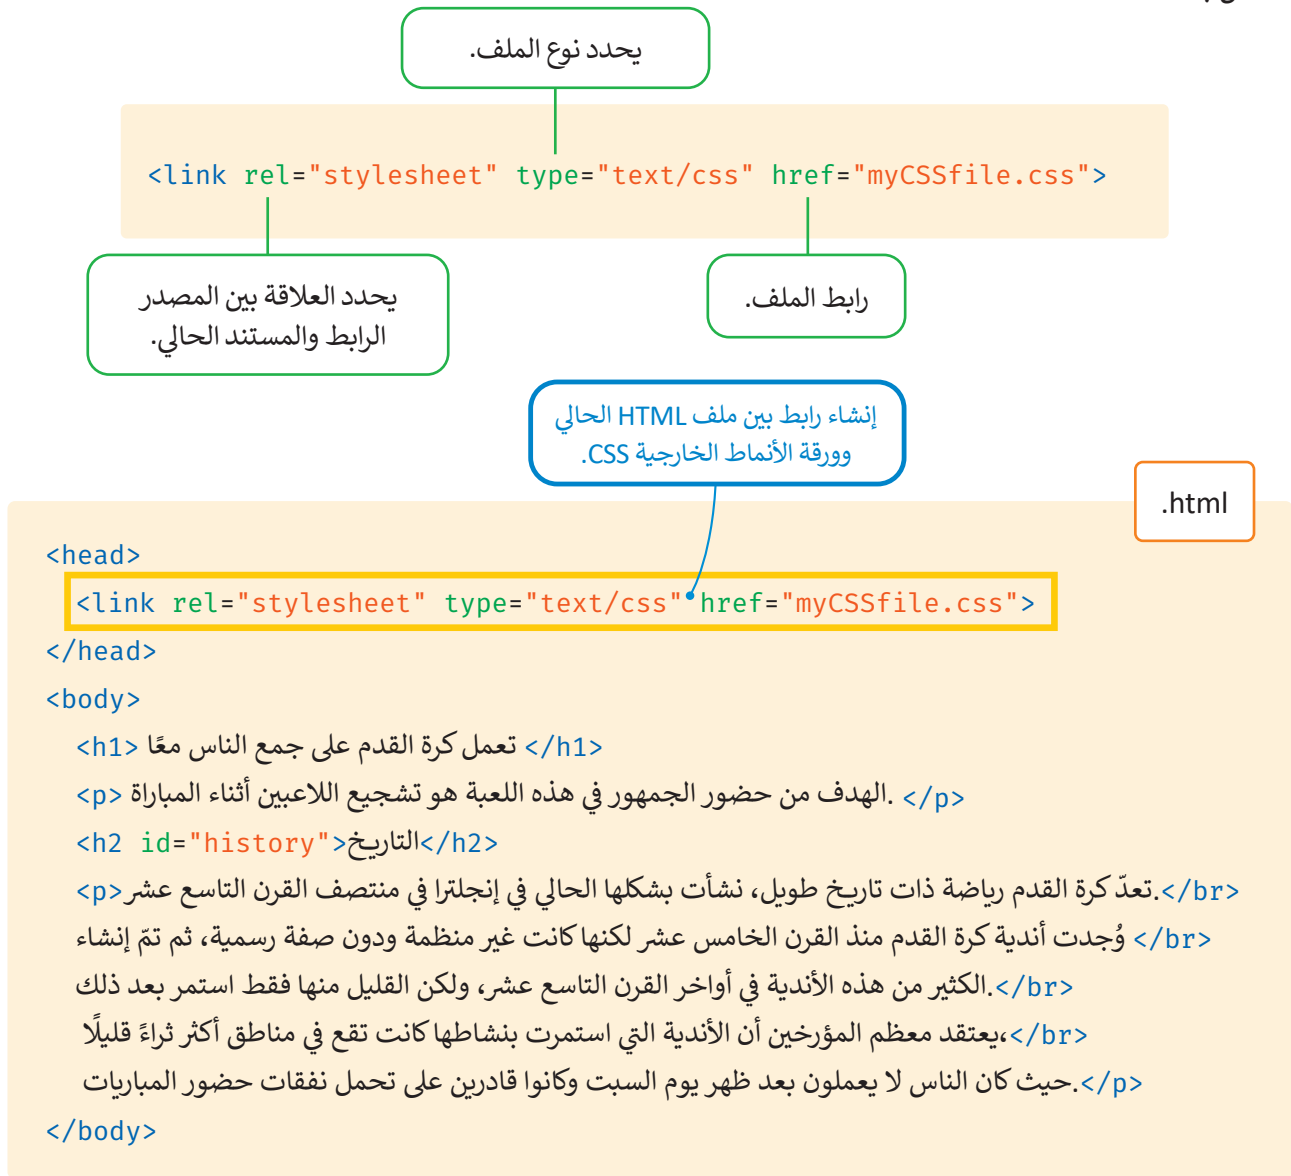 يحدد نوع الملف.
<link rel="stylesheet" type="text/css" href="myCSSfile.css">
يحدد العلاقة بين المصدر
الرابط والمستند الحالي.
رابط الملف.
إنشاء رابط بين ملف HTML الحالي
وورقة الأنماط الخارجية CSS.
.html
<head>
<link rel="stylesheet" type="text/css" href="myCSSfile.css">
</head>
<body>
<h1> تعمل كرة القدم على جمع الناس معًا </h1>
<p> الهدف من حضور الجمهور في هذه اللعبة هو تشجيع اللاعبين أثناء المباراة. </p>
<h2 id="history">التاريخ</h2>
<p>تعدّ كرة القدم رياضة ذات تاريخ طويل، نشأت بشكلها الحالي في إنجلترا في منتصف القرن التاسع عشر.</br>
وُجدت أندية كرة القدم منذ القرن الخامس عشر لكنها كانت غير منظمة ودون صفة رسمية، ثم تمّ إنشاء </br>
الكثير من هذه الأندية في أواخر القرن التاسع عشر، ولكن القليل منها فقط استمر بعد ذلك.</br>
يعتقد معظم المؤرخين أن الأندية التي استمرت بنشاطها كانت تقع في مناطق أكثر ثراءً قليلًا،</br>
حيث كان الناس لا يعملون بعد ظهر يوم السبت وكانوا قادرين على تحمل نفقات حضور المباريات.</p>
</body>